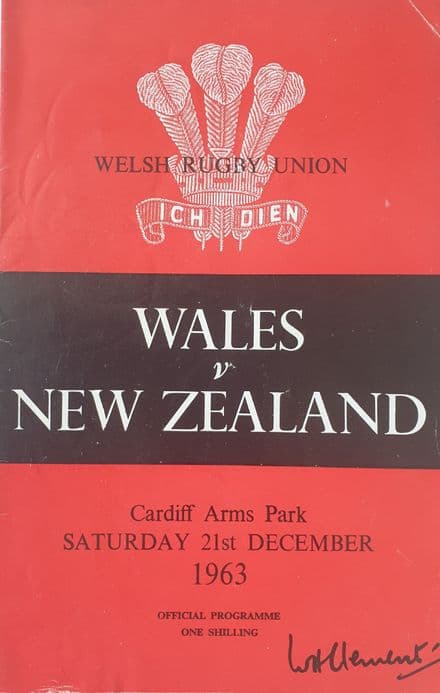 WELSH RUGBY UNION
ICH DIEN
WALES
v
NEW ZEALAND
Cardiff Arms Park
SATURDAY 21st DECEMBER
1963
OFFICIAL PROGRAMME
ONE SHILLING
WHClement